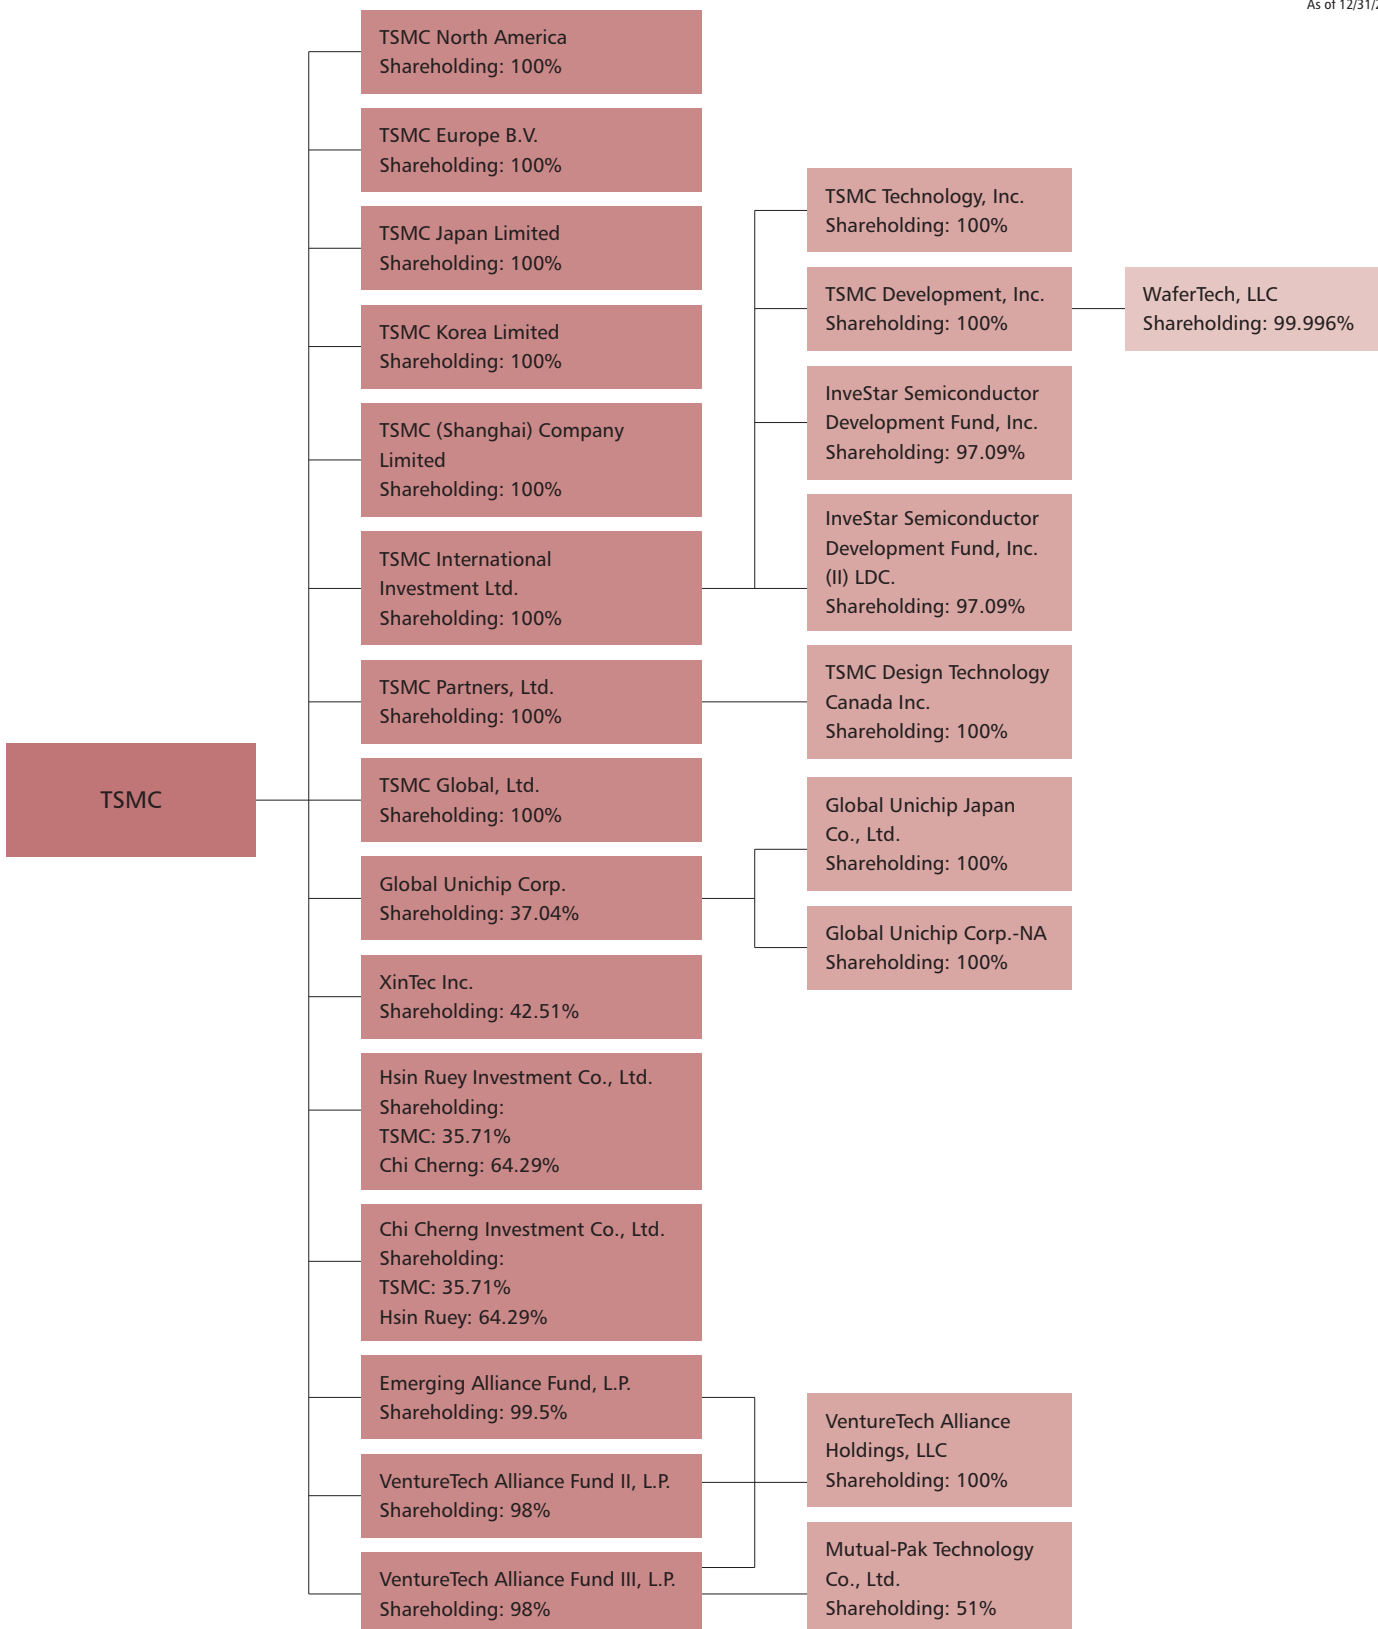 As of 12/31/2
TSMC North America
Shareholding: 100%
TSMC Europe B.V.
Shareholding: 100%
TSMC Japan Limited
Shareholding: 100%
TSMC Korea Limited
Shareholding: 100%
TSMC (Shanghai) Company
Limited
Shareholding: 100%
TSMC International
Investment Ltd.
Shareholding: 100%
TSMC Partners, Ltd.
Shareholding: 100%
TSMC
TSMC Global, Ltd.
Shareholding: 100%
Global Unichip Corp.
Shareholding: 37.04%
XinTec Inc.
Shareholding: 42.51%
Hsin Ruey Investment Co., Ltd.
Shareholding:
TSMC: 35.71%
Chi Cherng: 64.29%
Chi Cherng Investment Co., Ltd.
Shareholding:
TSMC: 35.71%
Hsin Ruey: 64.29%
Emerging Alliance Fund, L.P.
Shareholding: 99.5%
VentureTech Alliance Fund II, L.P.
Shareholding: 98%
VentureTech Alliance Fund III, L.P.
Shareholding: 98%
TSMC Technology, Inc.
Shareholding: 100%
TSMC Development, Inc.
Shareholding: 100%
InveStar Semiconductor
Development Fund, Inc.
Shareholding: 97.09%
InveStar Semiconductor
Development Fund, Inc.
(II) LDC.
Shareholding: 97.09%
TSMC Design Technology
Canada Inc.
Shareholding: 100%
Global Unichip Japan
Co., Ltd.
Shareholding: 100%
Global Unichip Corp.-NA
Shareholding: 100%
VentureTech Alliance
Holdings, LLC
Shareholding: 100%
Mutual-Pak Technology
Co., Ltd.
Shareholding: 51%
WaferTech, LLC
Shareholding: 99.996%